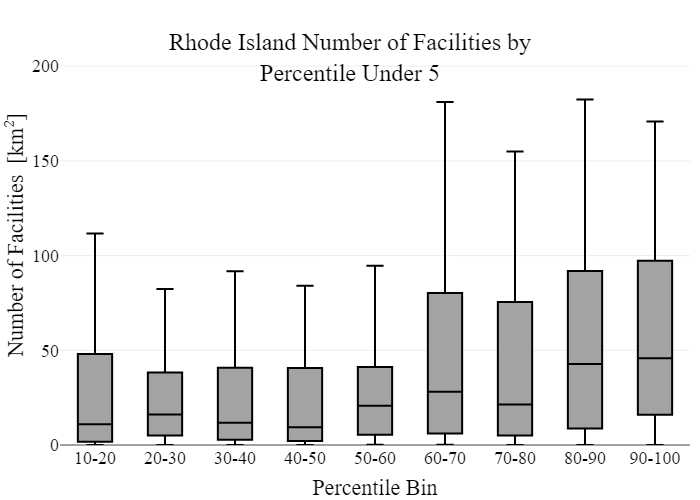 Rhode Island Number of Facilities by
Percentile Under 5
Number of Facilities [km²]
200
150
100
50
0
10-20 20-30 30-40 40-50 50-60 60-70 70-80 80-90 90-100
Percentile Bin